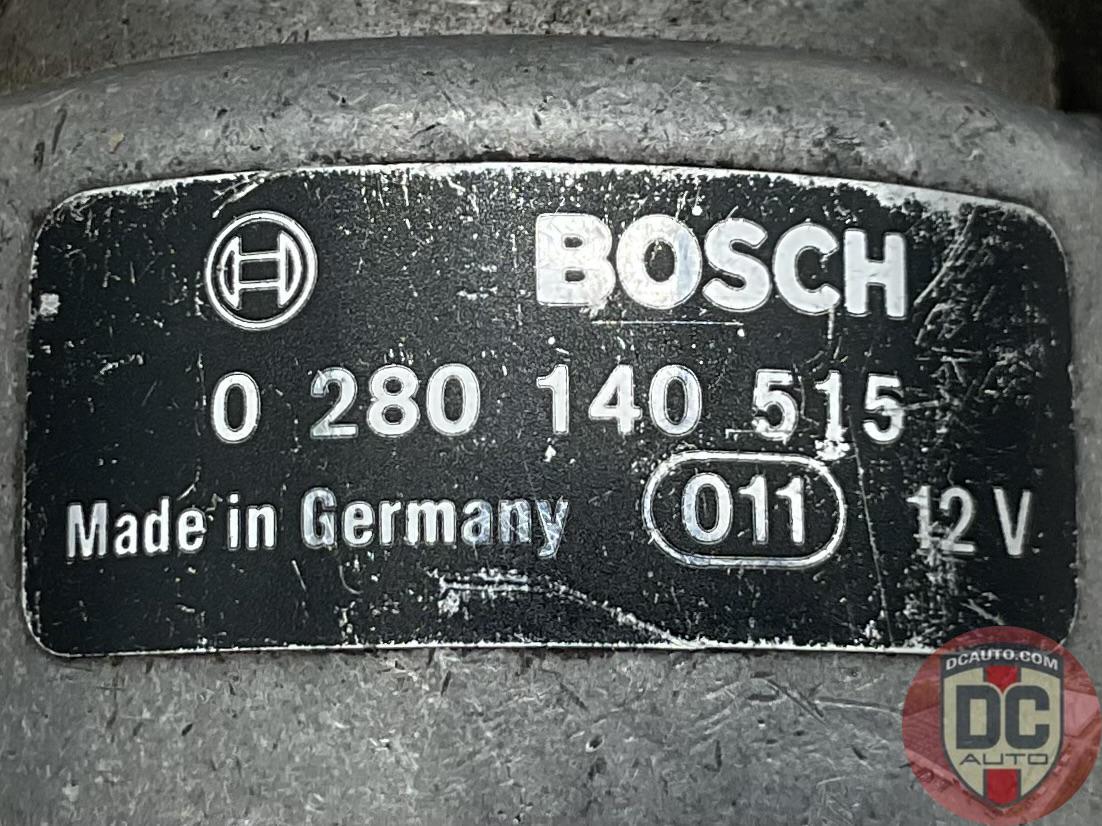 BOSCH
0 280 140 515
Made in Germany 011 12 V
DCAUTO.COM
DC
AUTO